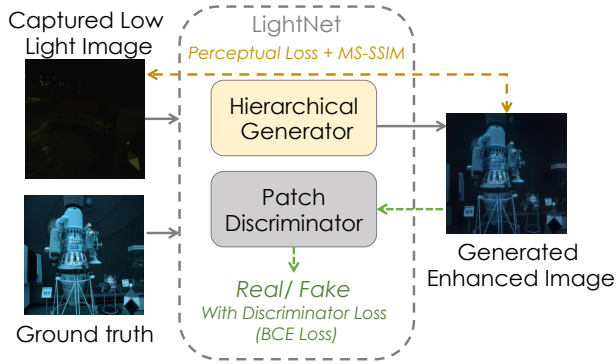 Captured Low
Light Image
LightNet
Perceptual Loss + MS-SSIM
Hierarchical
Generator
Patch
Discriminator
Real/ Fake
With Discriminator Loss
(BCE Loss)
Ground truth
Generated
Enhanced Image